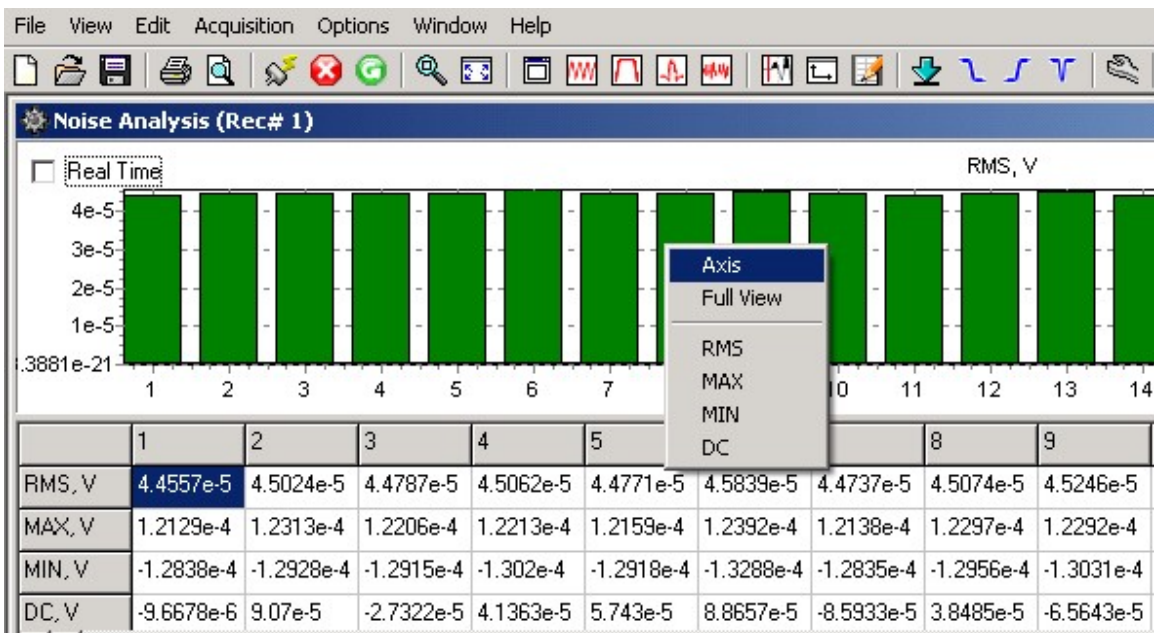 File View Edit Acquisition Options Window Help
Noise Analysis (Rec# 1)
Real Time
RMS, V
4e-5
3e-5
2e-5
1e-5
.3881e-21
1 2 3 4 5 6 7 10 11 12 13 14
Axis
Full View
RMS
MAX
MIN
DC
1 2 3 4 5 8 9
RMS, V 4.4557e-5 4.5024e-5 4.4787e-5 4.5062e-5 4.4771e-5 4.5839e-5 4.4737e-5 4.5074e-5 4.5246e-5
MAX, V 1.2129e-4 1.2313e-4 1.2206e-4 1.2213e-4 1.2159e-4 1.2392e-4 1.2138e-4 1.2297e-4 1.2292e-4
MIN, V -1.2838e-4 -1.2928e-4 -1.2915e-4 -1.302e-4 -1.2918e-4 -1.3288e-4 -1.2835e-4 -1.2956e-4 -1.3031e-4
DC, V -9.6678e-6 9.07e-5 -2.7322e-5 4.1363e-5 5.743e-5 8.8657e-5 -8.5933e-5 3.8485e-5 -6.5643e-5